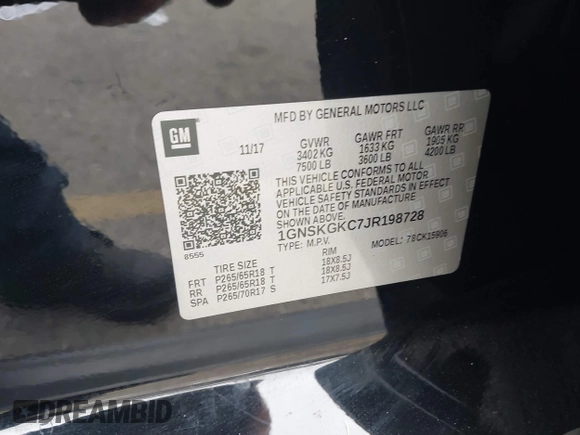 MFD BY GENERAL MOTORS LLC
GM
11/17
GVWR GAWR FRT GAWR RR
3402 KG 1633 KG 1905 KG
7500 LB 3600 LB 4200 LB
THIS VEHICLE CONFORMS TO ALL
APPLICABLE U.S. FEDERAL MOTOR
VEHICLE SAFETY STANDARDS IN EFFECT
ON THE DATE OF MANUFACTURE
SHOWN ABOVE.
1GNSKGKC7JR198728
8555
TYPE: M.P.V. MODEL: 78CK15906
TIRE SIZE RIM
FRT P265/65R18 T 18X8.5J
RR P265/65R18 T 18X8.5J
SPA P265/70R17 S 17X7.5J
DREAMBID